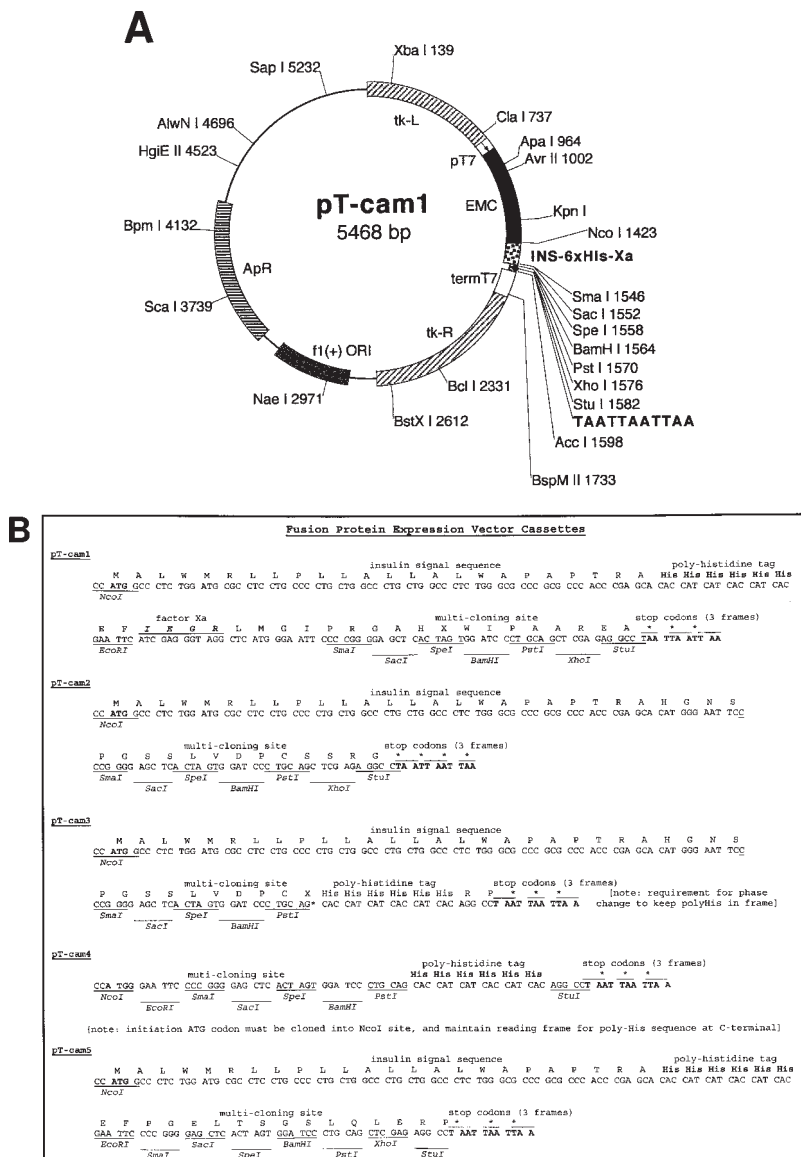 A
Xba I 139
Sap I 5232
tk-L
Cla I 737
AlwN I 4696
Apa I 964
HgiE II 4523
pT7
Avr II 1002
pT-cam1
5468 bp
EMC
Kpn I
Bpm I 4132
Nco I 1423
INS-6xHis-Xa
ApR
termT7
Sma I 1546
Sac I 1552
Sca I 3739
tk-R
Spe I 1558
BamH I 1564
f1(+) ORI
Pst I 1570
Bcl I 2331
Xho I 1576
Nae I 2971
Stu I 1582
BstX I 2612
TAATTAATTAA
Acc I 1598
BspM II 1733
B
Fusion Protein Expression Vector Cassettes
pT-cam1
insulin signal sequence poly-histidine tag
M A L W M R L L P L L A L L A L W A P A P T R A His His His His His His
CC ATG GCC CTC TGG ATG CGC CTC CTG CCC CTG CTG GCC CTG CTG GCC CTC TGG GCG CCC GCG CCC ACC CGA GCA CAC CAT CAT CAC CAT CAC
NcoI
factor Xa multi-cloning site stop codons (3 frames)
E F I E G R L M G I P R G A H X W I P A A R E A * * *
GAA TTC ATC GAG GGT AGG CTC ATG GGA ATT CCC CGG GGA GCT CAC TAG TGG ATC CCT GCA GCT CGA GAG GCC TAA TTA ATT AA
EcoRI SmaI SpeI PstI StuI
SacI BamHI XhoI
pT-cam2
insulin signal sequence
M A L W M R L L P L L A L L A L W A P A P T R A H G N S
CC ATG GCC CTC TGG ATG CGC CTC CTG CCC CTG CTG GCC CTG CTG GCC CTC TGG GCG CCC GCG CCC ACC CGA GCA CAT GGG AAT TCC
NcoI
multi-cloning site stop codons (3 frames)
P G S S L V D P C S S R G * * * *
CCG GGG AGC TCA CTA GTG GAT CCC TGC AGC TCG AGA GGC CTA ATT AAT TAA
SmaI SpeI PstI StuI
SacI BamHI XhoI
pT-cam3
insulin signal sequence
M A L W M R L L P L L A L L A L W A P A P T R A H G N S
CC ATG GCC CTC TGG ATG CGC CTC CTG CCC CTG CTG GCC CTG CTG GCC CTC TGG GCG CCC GCG CCC ACC CGA GCA CAT GGG AAT TCC
NcoI
multi-cloning site poly-histidine tag stop codons (3 frames)
P G S S L V D P C X His His His His His His R P * * *
[note: requirement for phase
CCG GGG AGC TCA CTA GTG GAT CCC TGC AG* CAC CAT CAT CAC CAT CAC AGG CCT AAT TAA TTA A change to keep polyHis in frame]
SmaI SpeI PstI
SacI BamHI
pT-cam4
poly-histidine tag stop codons (3 frames)
muti-cloning site His His His His His His * * *
CCA TGG GAA TTC CCC GGG GAG CTC ACT AGT GGA TCC CTG CAG CAC CAT CAT CAC CAT CAC AGG CCT AAT TAA TTA A
NcoI SmaI SpeI PstI StuI
EcoRI SacI BamHI
[note: initiation ATG codon must be cloned into NcoI site, and maintain reading frame for poly-His sequence at C-terminal]
pT-cam5
insulin signal sequence poly-histidine tag
M A L W M R L L P L L A L L A L W A P A P T R A His His His His His His
CC ATG GCC CTC TGG ATG CGC CTC CTG CCC CTG CTG GCC CTG CTG GCC CTC TGG GCG CCC GCG CCC ACC CGA GCA CAC CAT CAT CAC CAT CAC
NcoI
multi-cloning site stop codons (3 frames)
E F P G E L T S G S L Q L E R P * * *
GAA TTC CCC GGG GAG CTC ACT AGT GGA TCC CTG CAG CTC GAG AGG CCT AAT TAA TTA A
EcoRI SacI BamHI XhoI
SmaI SpeI PstI StuI